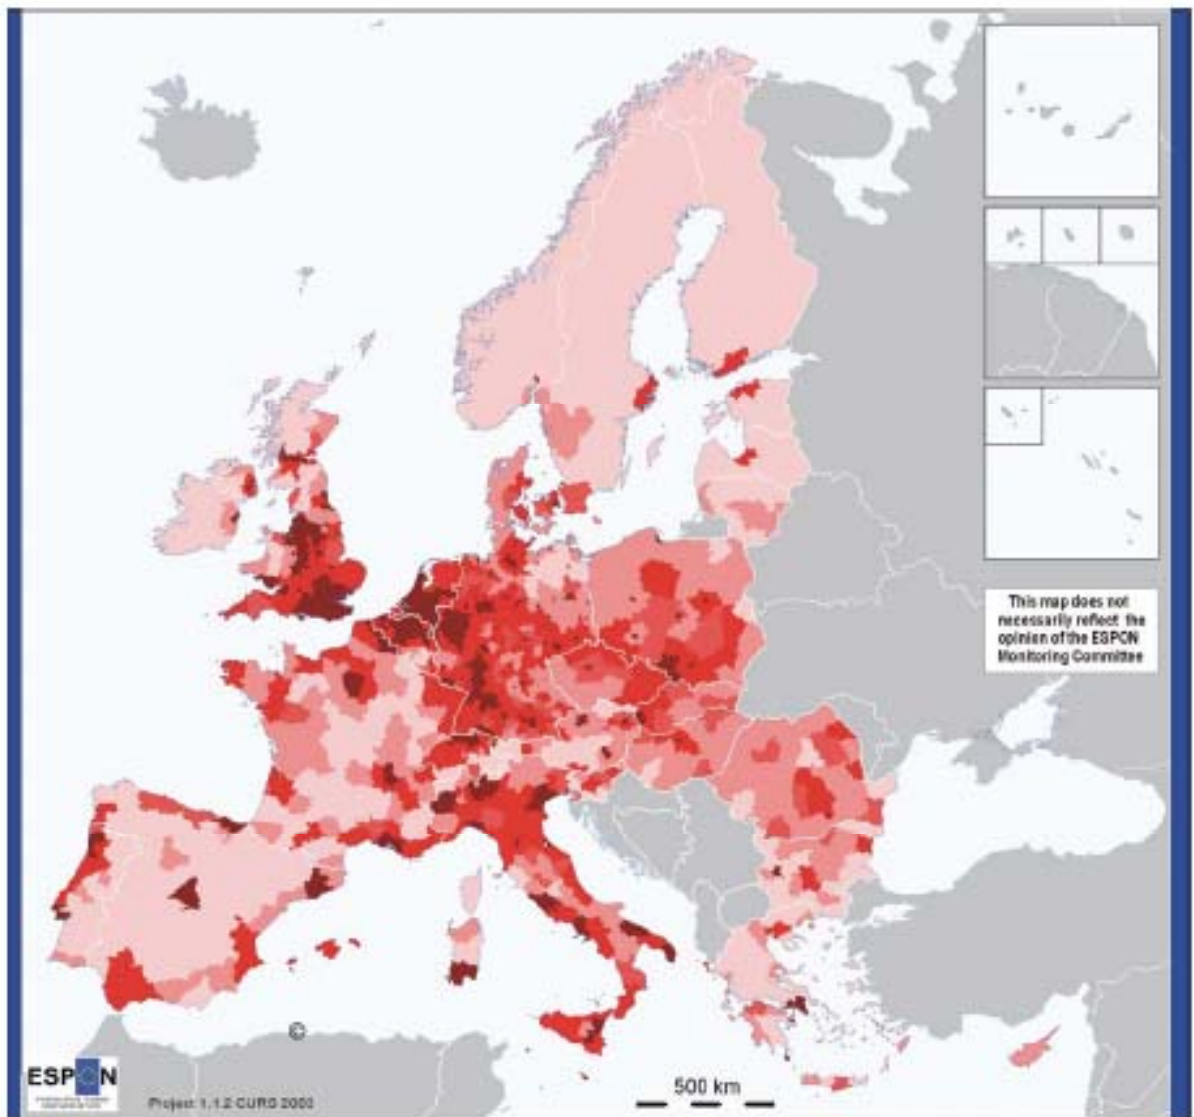 This map does not
necessarily reflect the
opinion of the ESPON
Monitoring Committee
©
ESPON
500 km
Project 1.1.2 CURS 2003